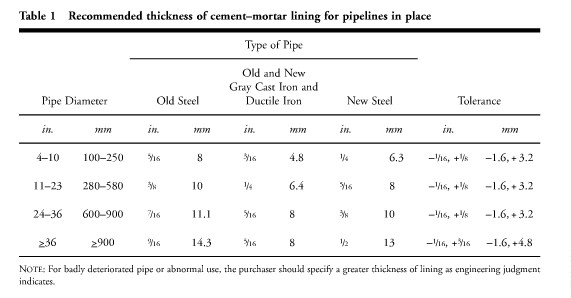 Table 1 Recommended thickness of cement–mortar lining for pipelines in place
Type of Pipe
Old and New
Gray Cast Iron and
Pipe Diameter Old Steel Ductile Iron New Steel Tolerance
in. mm in. mm in. mm in. mm in. mm
4–10 100–250 5/16 8 3/16 4.8 1/4 6.3 –1/16, +1/8 –1.6, + 3.2
11–23 280–580 3/8 10 1/4 6.4 5/16 8 –1/16, +1/8 –1.6, + 3.2
24–36 600–900 7/16 11.1 5/16 8 3/8 10 –1/16, +1/8 –1.6, + 3.2
≥36 ≥900 9/16 14.3 5/16 8 1/2 13 –1/16, +3/16 –1.6, +4.8
NOTE: For badly deteriorated pipe or abnormal use, the purchaser should specify a greater thickness of lining as engineering judgment
indicates.